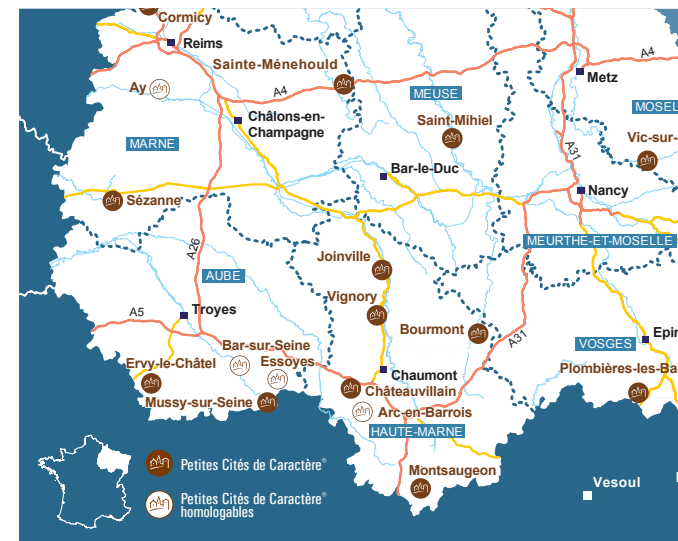 Cormicy
Reims
Sainte-Ménehould
A4
A4
Metz
Ay
MEUSE
MOSEL
Châlons-en-
Champagne
Saint-Mihiel
MARNE
Vic-sur-
A31
Bar-le-Duc
Nancy
Sézanne
A26
MEURTHE-ET-MOSELLE
Joinville
AUBE
Vignory
A5
Troyes
Bourmont
A31
Bar-sur-Seine
Essoyes
VOSGES
Epin
Ervy-le-Châtel
Chaumont
Plombières-les-Ba
Châteauvillain
Mussy-sur-Seine
Arc-en-Barrois
HAUTE-MARNE
Petites Cités de Caractère®
Montsaugeon
Vesoul
Petites Cités de Caractère®
homologables